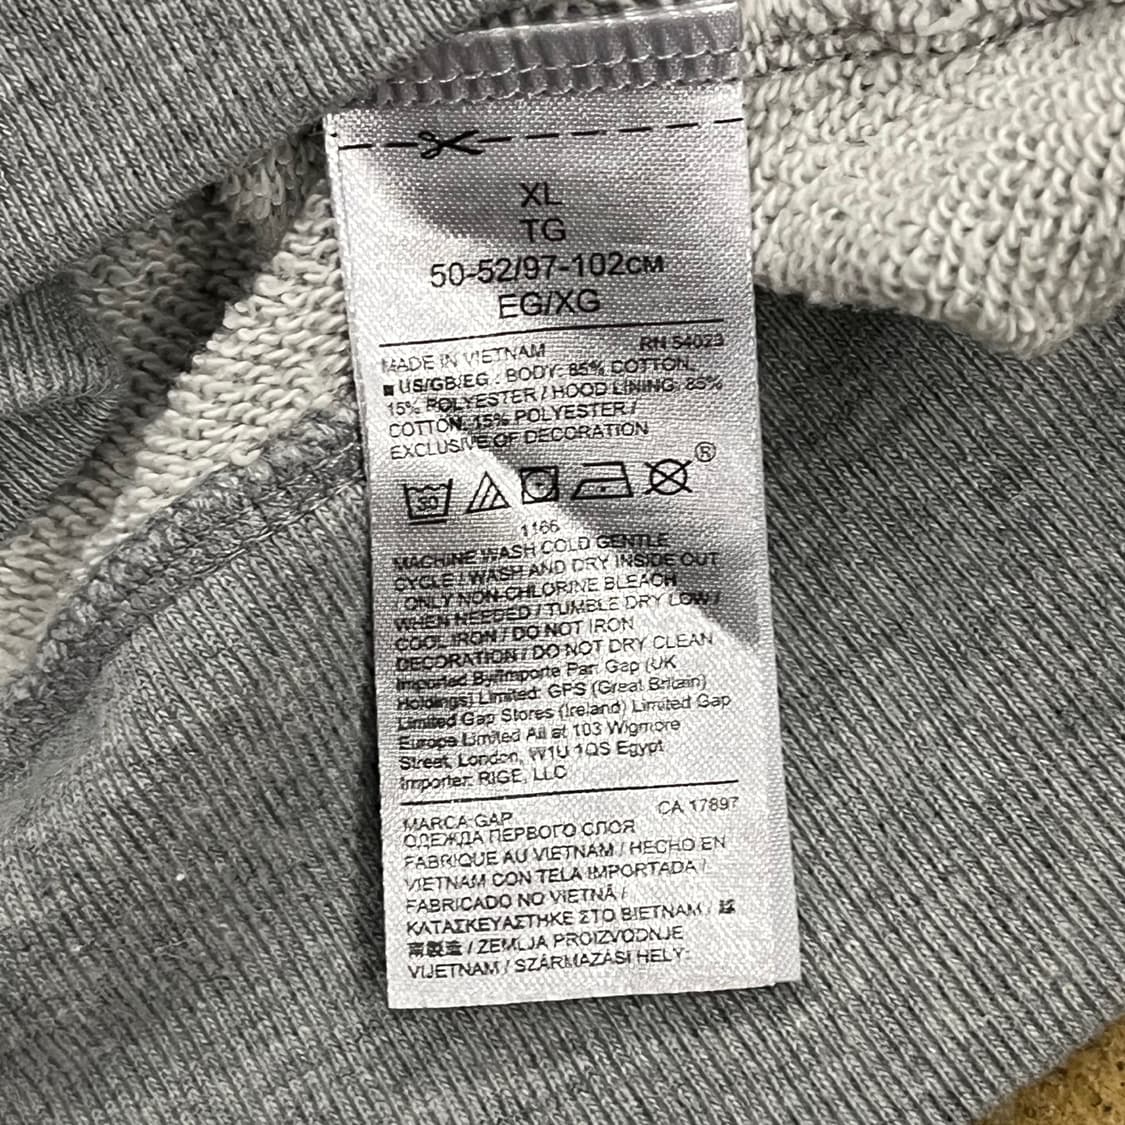 XL
TG
50-52/97-102CM
EG/XG
MADE IN VIETNAM RN 54023
■ US/GB/EG : BODY: 85% COTTON,
15% POLYESTER / HOOD LINING: 85%
COTTON, 15% POLYESTER /
EXCLUSIVE OF DECORATION
30
®
1166
MACHINE WASH COLD GENTLE
CYCLE / WASH AND DRY INSIDE OUT
/ ONLY NON-CHLORINE BLEACH
WHEN NEEDED / TUMBLE DRY LOW /
COOL IRON / DO NOT IRON
DECORATION / DO NOT DRY CLEAN
Imported By/Importe Par: Gap (UK
Holdings) Limited GPS (Great Britain)
Limited Gap Stores (Ireland) Limited Gap
Europe Limited All at 103 Wigmore
Street, London, W1U 1QS Egypt
Importer: RIGE, LLC
MARCA-GAP CA 17897
ОДЕЖДА ПЕРВОГО СЛОЯ
FABRIQUE AU VIETNAM / HECHO EN
VIETNAM CON TELA IMPORTADA /
FABRICADO NO VIETNÃ /
ΚΑΤΑΣΚΕΥΑΣΤΗΚΕ ΣΤΟ ΒΙΕΤΝΑΜ / 越
南製造 / ZEMLJA PROIZVODNJE
VIJETNAM / SZÁRMAZÁSI HELY: